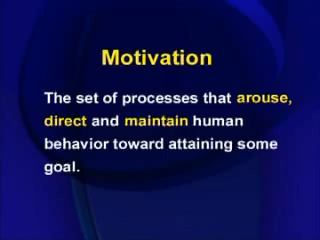 Motivation
The set of processes that arouse,
direct and maintain human
behavior toward attaining some
goal.